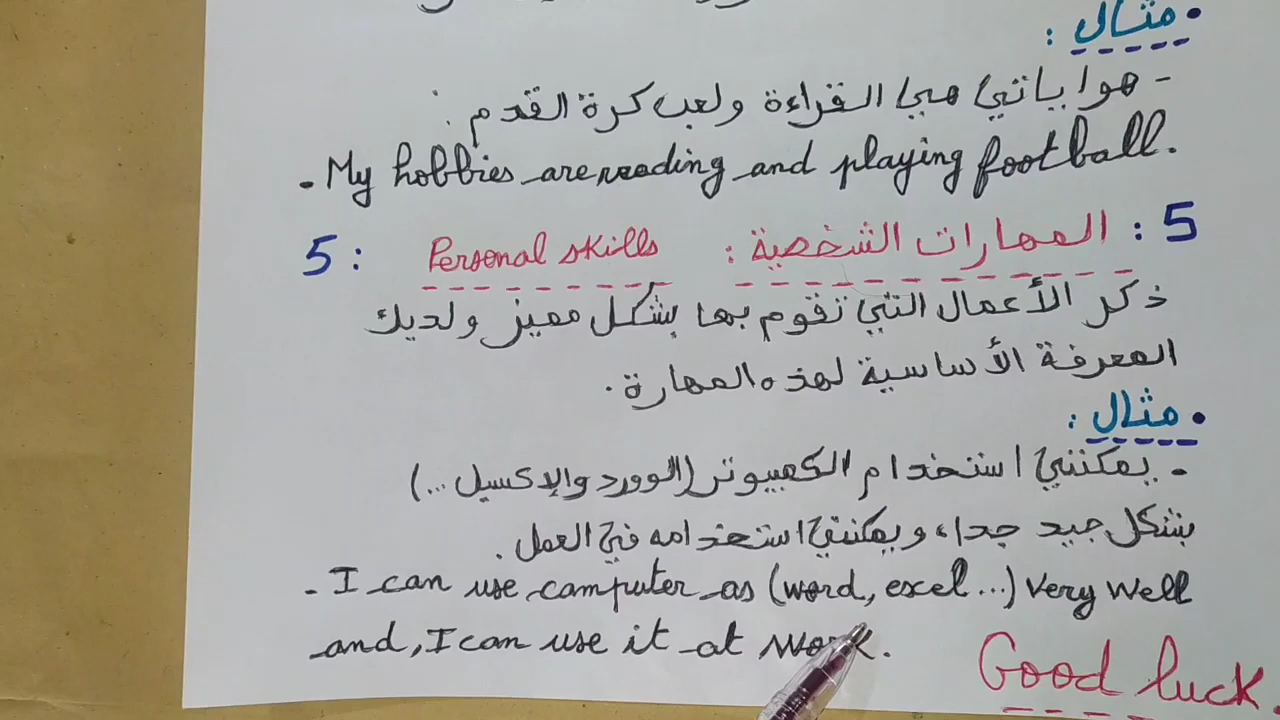 • مثال :
- هواياتي هي القراءة ولعب كرة القدم .
. My hobbies are reading and playing football.
5 : المهارات الشخصية : Personal skills : 5
ذكر الأعمال التي تقوم بها بشكل مميز ولديك
المعرفة الأساسية لهذه المهارة .
• مثال :
- يمكنني استخدام الكمبيوتر (الوورد والإكسيل ...)
بشكل جيد جدا، ويمكنني استخدامه في العمل .
. I can use computer as (word, excel ...) very well
and, I can use it at work.
Good luck.